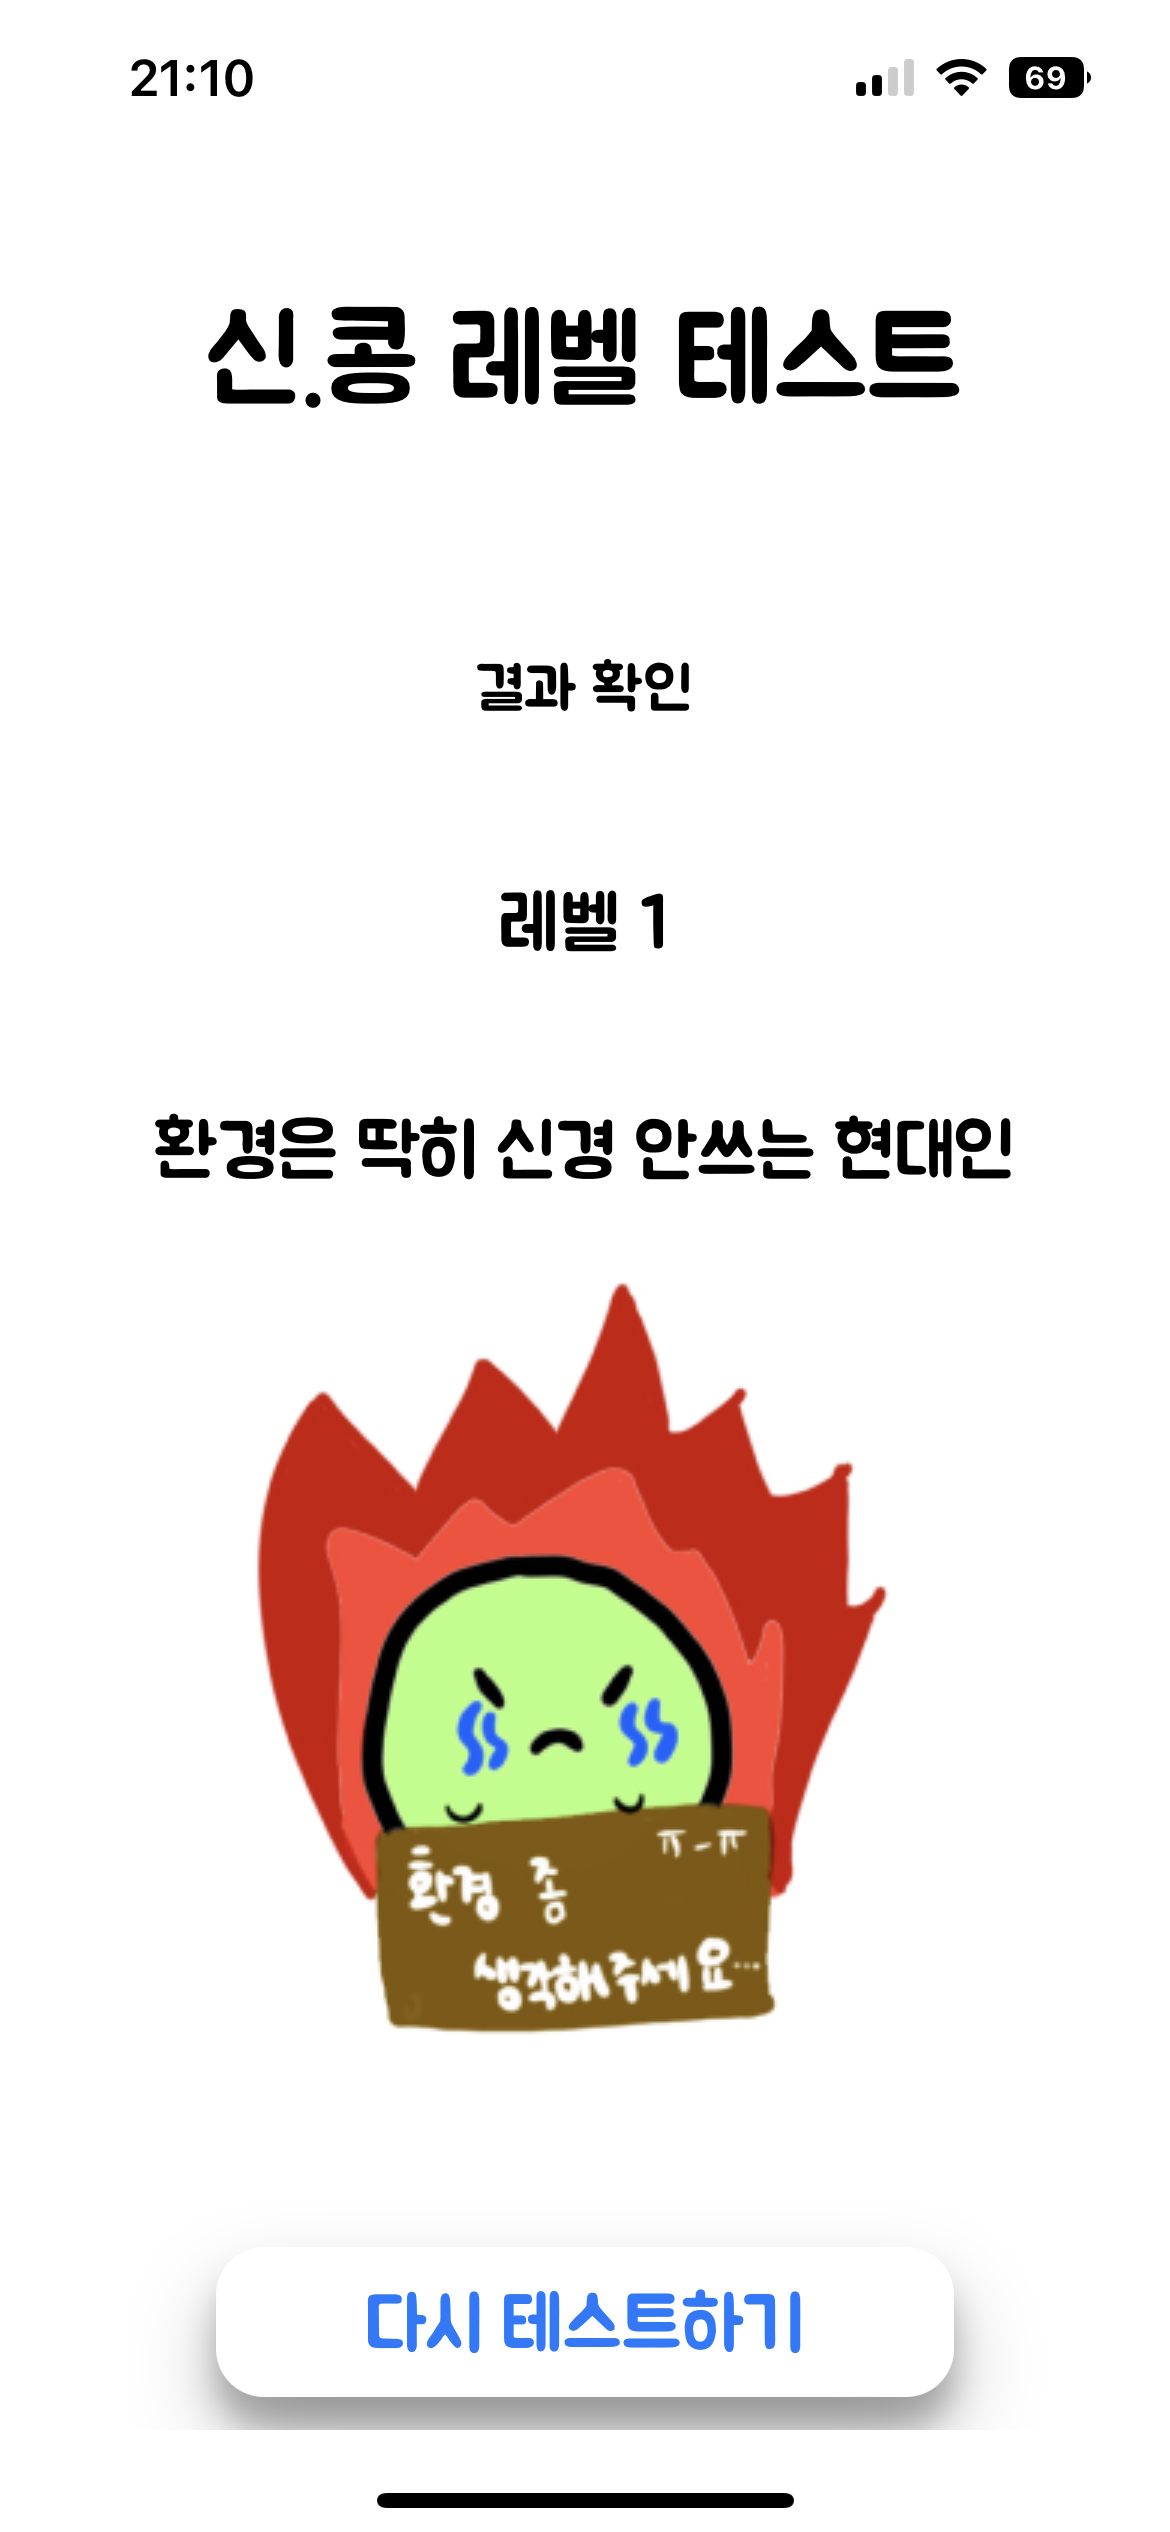 21:10
69
신.콩 레벨 테스트
결과 확인
레벨 1
환경은 딱히 신경 안쓰는 현대인
ㅠ-ㅠ
환경 좀
생각해주세요...
다시 테스트하기